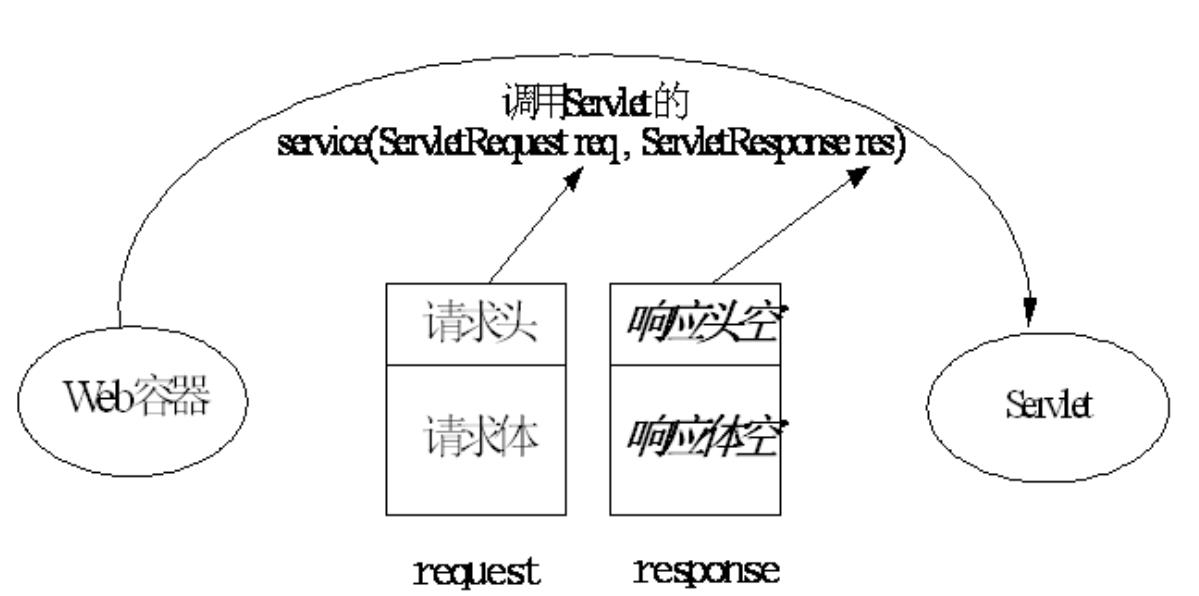 调用Servlet的
service(ServletRequest req , ServletResponse res)
请求头
响应头空
Web容器
Servlet
请求体
响应体空
request
response